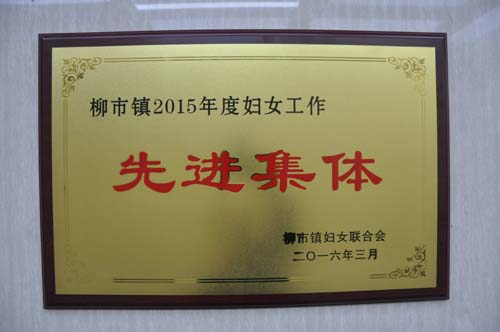 柳市镇2015年度妇女工作
先进集体
柳市镇妇女联合会
二〇一六年三月